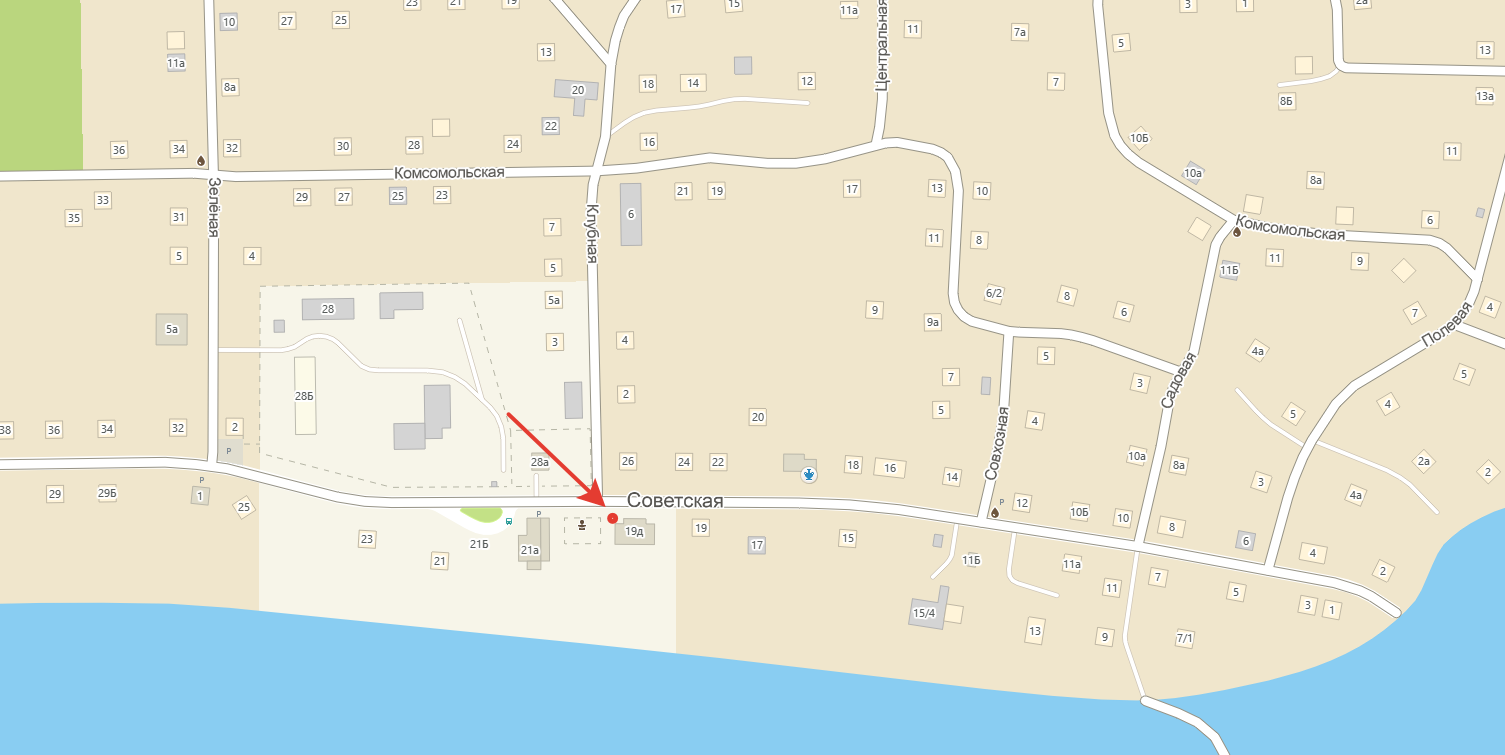 23 21 19
17 15 11а
3 1 2а
10 27 25
11 7а
5
13
13
11а
20
8а
18 14 12
7
8Б
13а
22
36 34 32 30 28 24
16
10Б
11
Комсомольская
10а
8а
Центральная
Зелёная
Клубная
33
29 27 25 23
21 19 17 13 10
35 31
6
7
Комсомольская
6
11 8
5 4
5
11Б 11 9
5а
6/2 8 6
28
9 9а
7 4
5а
3 4
Полевая
5 4а
7
3
5
28Б
2
5
Садовая
4
5
20
4
Совхозная
38 36 34 32 2
P
28а
26 24 22
18 16 14
10а 8а
2а 2
3
4а
29 29Б
P
1
25
Советская
P
12
10Б 10
8
6
P
23
21Б
21а
19д
19
17
15
21
11Б
11а
4
2
7
11
5
3 1
15/4
13
9
7/1